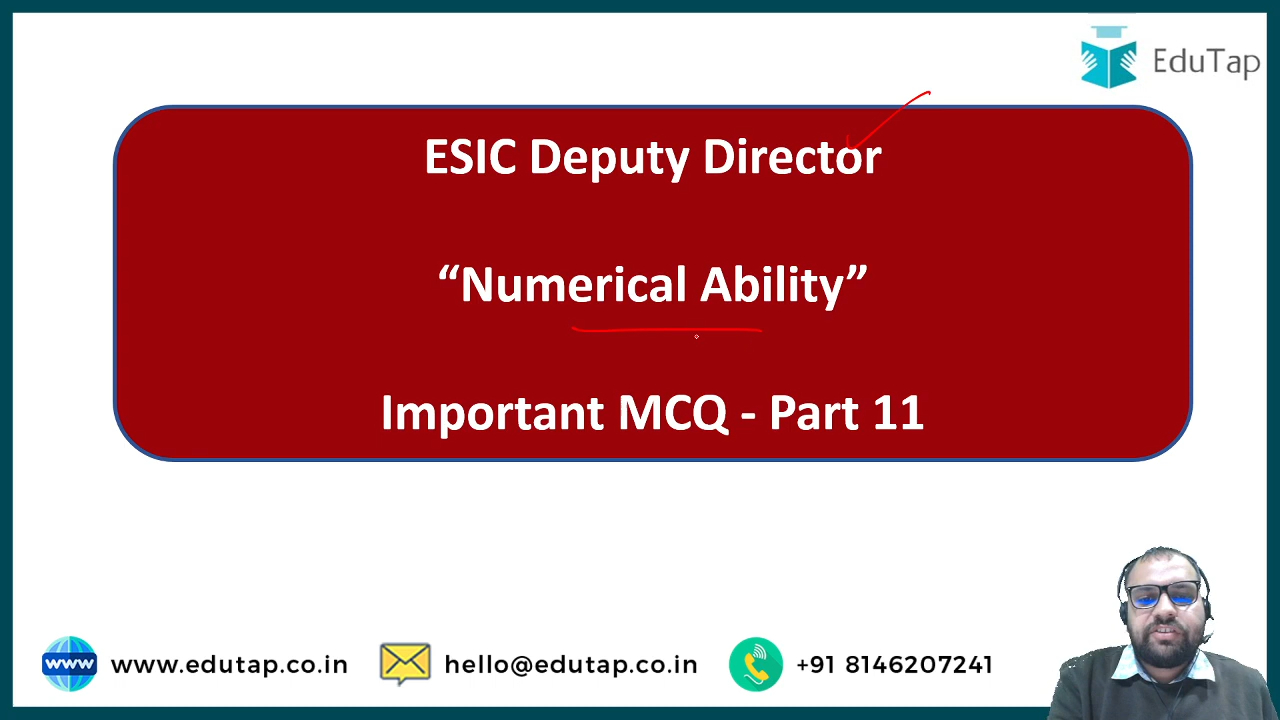 EduTap
ESIC Deputy Director
“Numerical Ability”
Important MCQ - Part 11
www www.edutap.co.in hello@edutap.co.in +91 8146207241